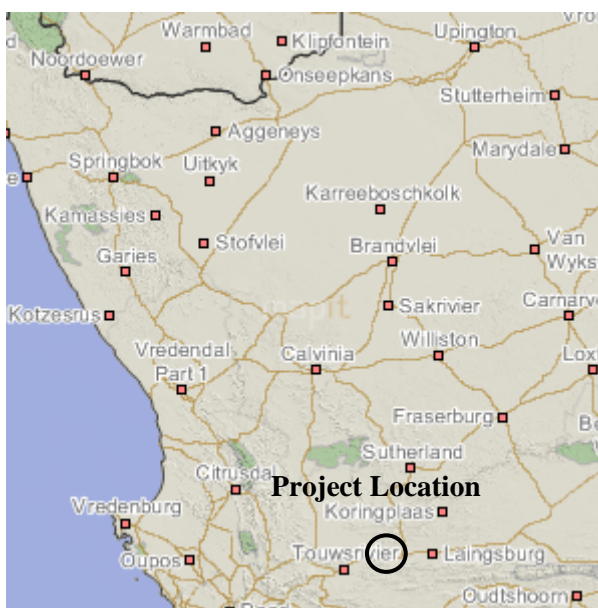 Warmbad
Klipfontein
Upington
Noordoewer
Onseepkans
Stutterheim
Aggeneys
Marydale
Springbok
Uitkyk
Karreeboschkolk
Kamassies
Stofvlei
Brandvlei
Van
Wyks
Garies
Sakrivier
Carnarv
Kotzesrus
Vredendal
Part 1
Calvinia
Williston
Lox
Fraserburg
Sutherland
Citrusdal
Project Location
Koringplaas
Vredenburg
Oupos
Touwsrivier
Laingsburg
Oudtshoorn